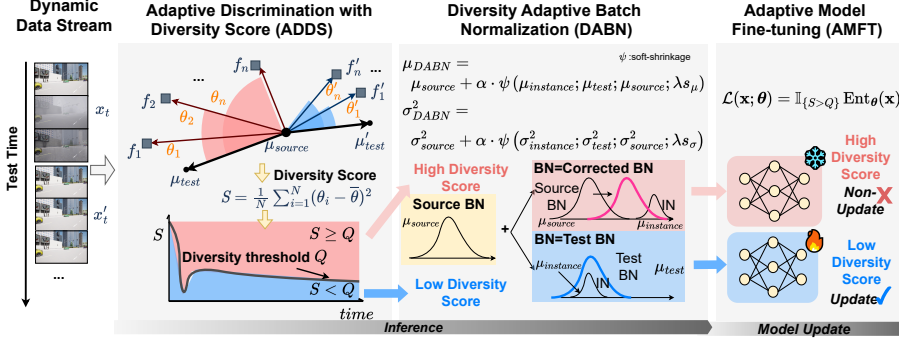 Dynamic
Data Stream
Test Time
x_t
x'_t
...
Adaptive Discrimination with
Diversity Score (ADDS)
f_n
...
f_2
f_1
θ_n
θ_2
θ_1
f'_n
...
f'_1
θ'_n
θ'_1
μ_source
μ'_test
μ_test
Diversity Score
S = 1/N ∑_{i=1}^{N} (θ_i − θ̅)^2
S
S ≥ Q
Diversity threshold Q
S < Q
time
Diversity Adaptive Batch
Normalization (DABN)
ψ :soft-shrinkage
μ_DABN =
μ_source + α · ψ (μ_instance; μ_test; μ_source; λs_μ)
σ²_DABN =
σ²_source + α · ψ (σ²_instance; σ²_test; σ²_source; λs_σ)
High Diversity
Score
Source BN
μ_source
+
Low Diversity
Score
BN=Corrected BN
Source
BN
IN
μ_source
μ_instance
BN=Test BN
Test
BN
μ_instance
IN
μ_test
Adaptive Model
Fine-tuning (AMFT)
ℒ(x; θ) = 𝕀_{S>Q} Ent_θ(x)
High
Diversity
Score
Non-
Update
Low
Diversity
Score
Update
Inference
Model Update